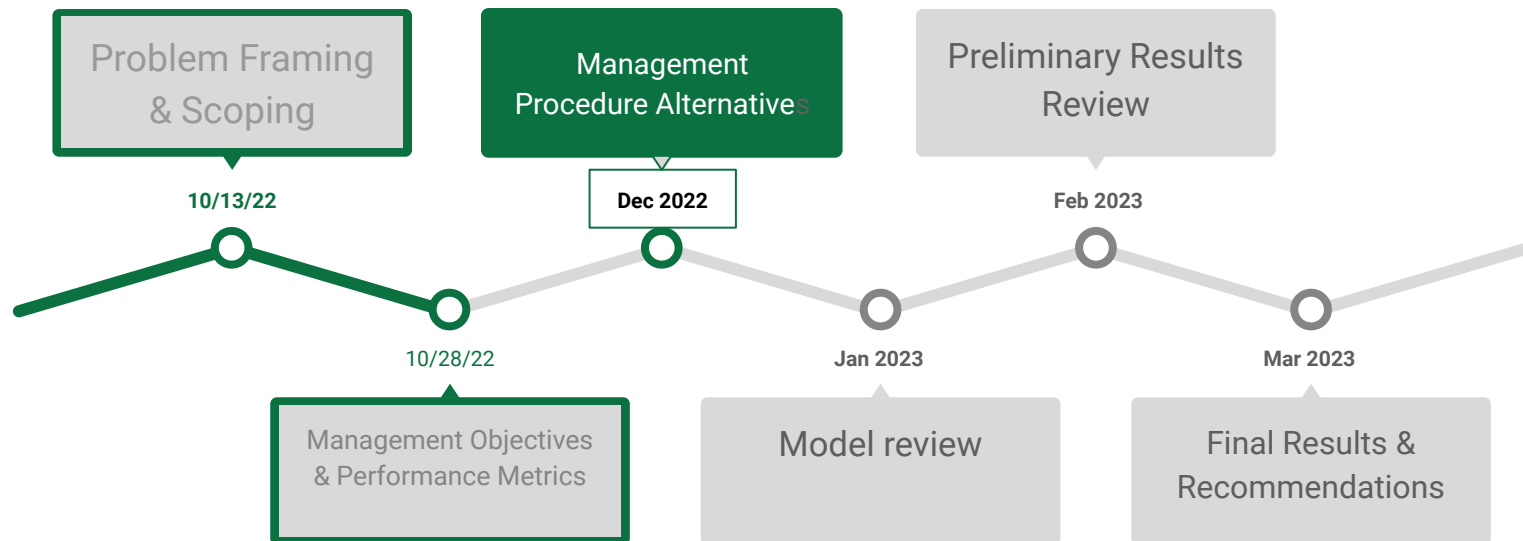 Problem Framing
& Scoping
10/13/22
10/28/22
Management Objectives
& Performance Metrics
Management
Procedure Alternatives
Dec 2022
Jan 2023
Model review
Preliminary Results
Review
Feb 2023
Mar 2023
Final Results &
Recommendations